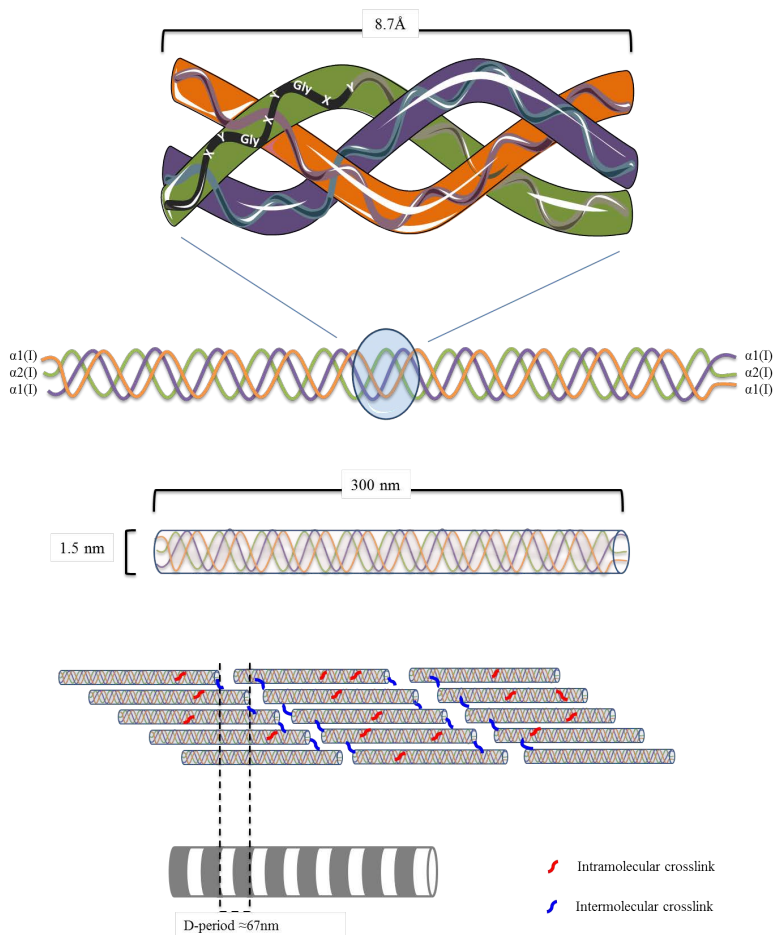 8.7Å
Gly
Y
X
Y
X
Y
Gly
X
α1(I)
α2(I)
α1(I)
α1(I)
α2(I)
α1(I)
300 nm
1.5 nm
Intramolecular crosslink
Intermolecular crosslink
D-period ≈67nm